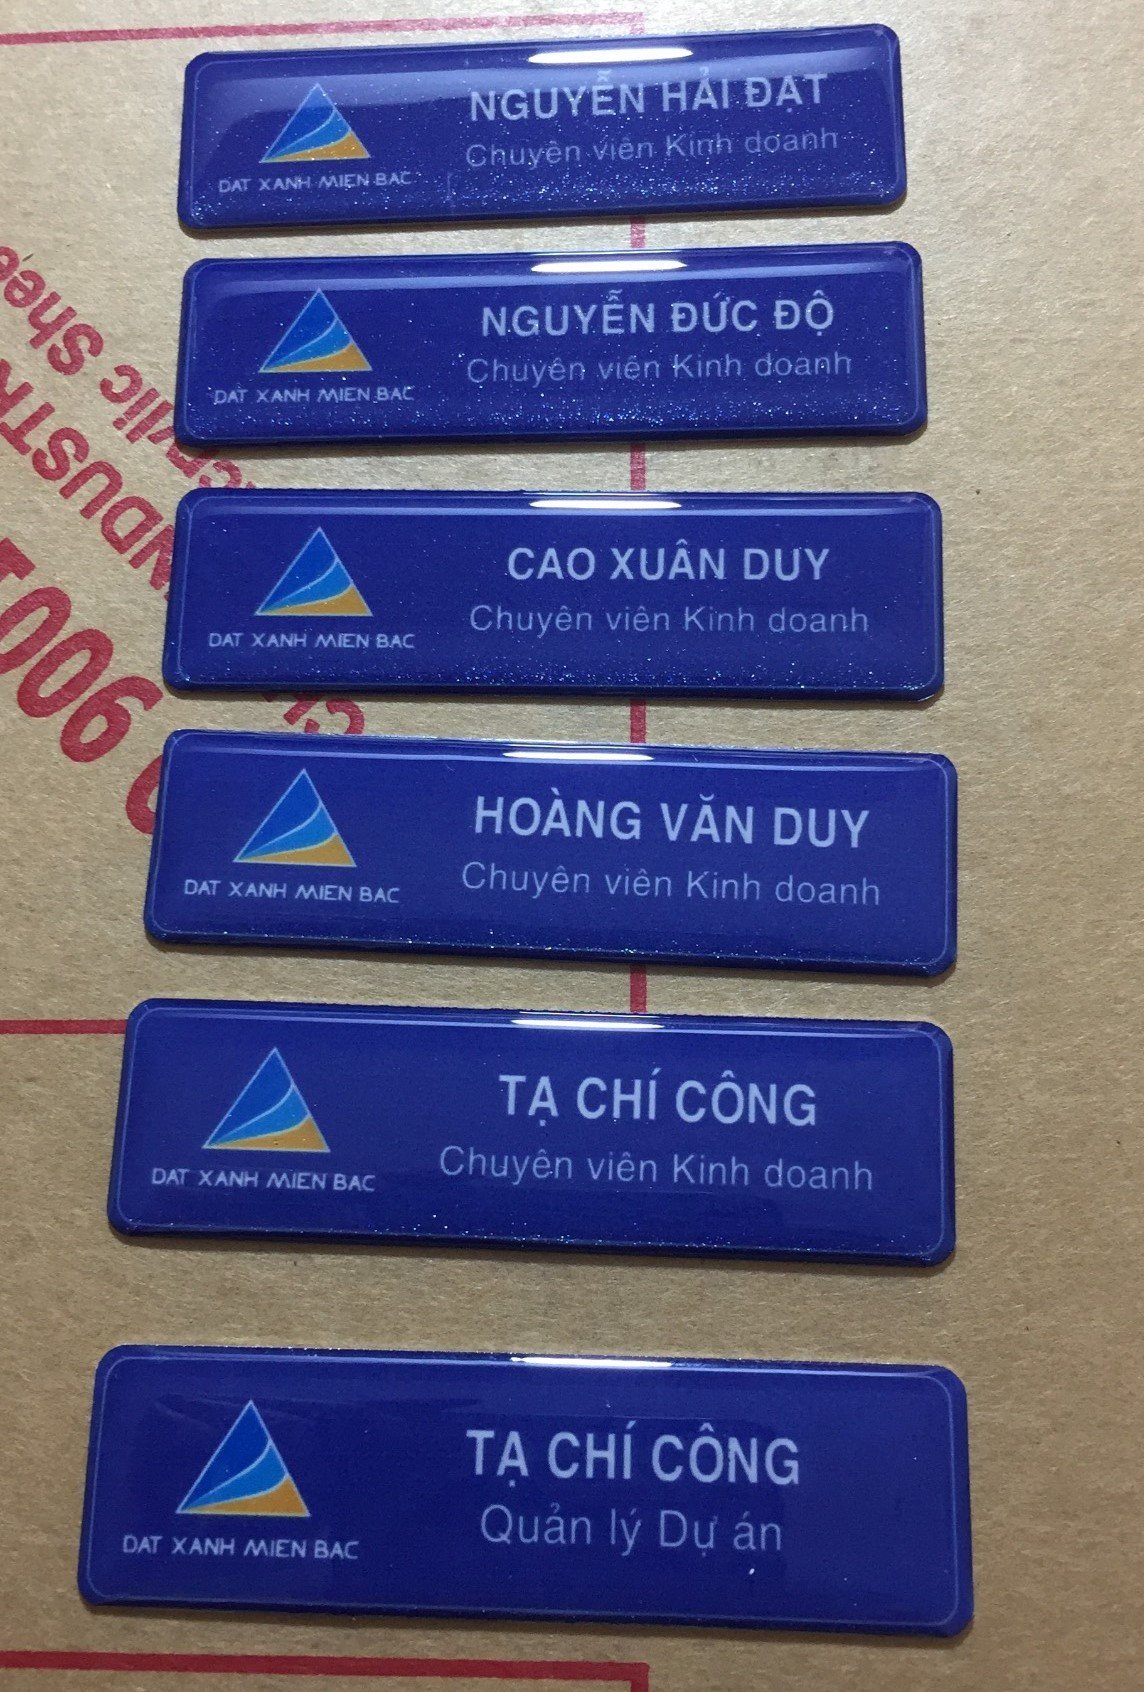 NGUYỄN HẢI ĐẠT
Chuyên viên Kinh doanh
DAT XANH MIEN BAC
NGUYỄN ĐỨC ĐỘ
Chuyên viên Kinh doanh
DAT XANH MIEN BAC
CAO XUÂN DUY
Chuyên viên Kinh doanh
DAT XANH MIEN BAC
HOÀNG VĂN DUY
Chuyên viên Kinh doanh
DAT XANH MIEN BAC
TẠ CHÍ CÔNG
Chuyên viên Kinh doanh
DAT XANH MIEN BAC
TẠ CHÍ CÔNG
Quản lý Dự án
DAT XANH MIEN BAC
9001